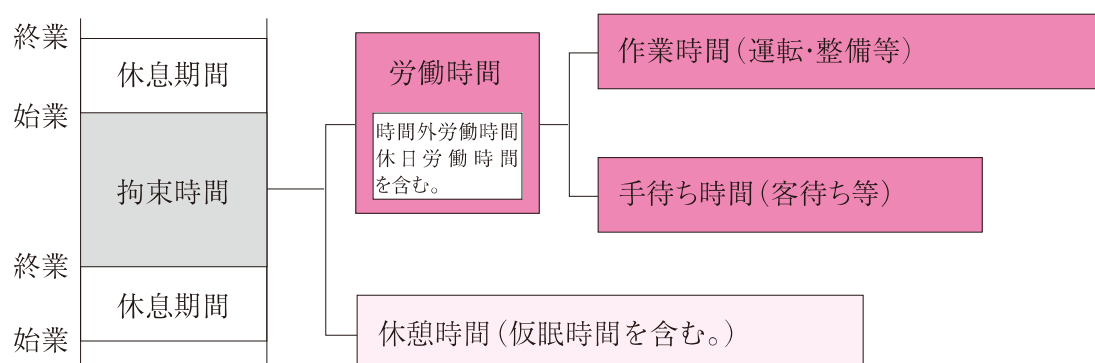 終業
休息期間
始業
拘束時間
終業
休息期間
始業
労働時間
時間外労働時間
休日労働時間
を含む。
作業時間（運転・整備等）
手待ち時間（客待ち等）
休憩時間（仮眠時間を含む。）